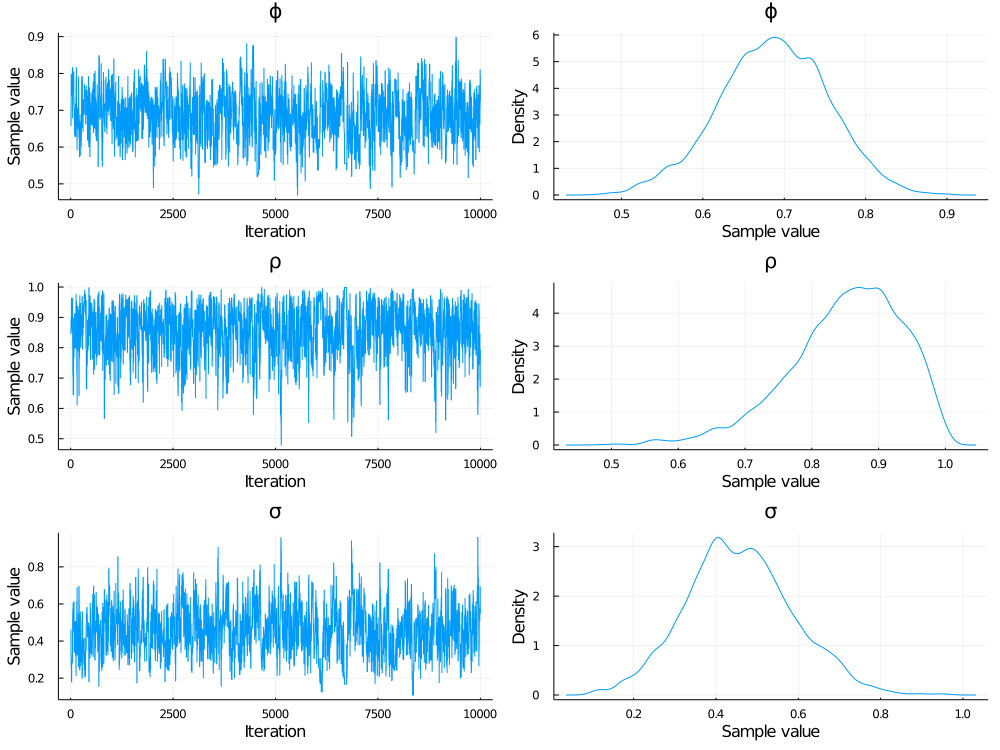 ϕ
0.9
0.8
0.7
0.6
0.5
Sample value
0 2500 5000 7500 10000
Iteration
ϕ
6
5
4
3
2
1
0
Density
0.5 0.6 0.7 0.8 0.9
Sample value
ρ
1.0
0.9
0.8
0.7
0.6
0.5
Sample value
0 2500 5000 7500 10000
Iteration
ρ
4
3
2
1
0
Density
0.5 0.6 0.7 0.8 0.9 1.0
Sample value
σ
0.8
0.6
0.4
0.2
Sample value
0 2500 5000 7500 10000
Iteration
σ
3
2
1
0
Density
0.2 0.4 0.6 0.8 1.0
Sample value